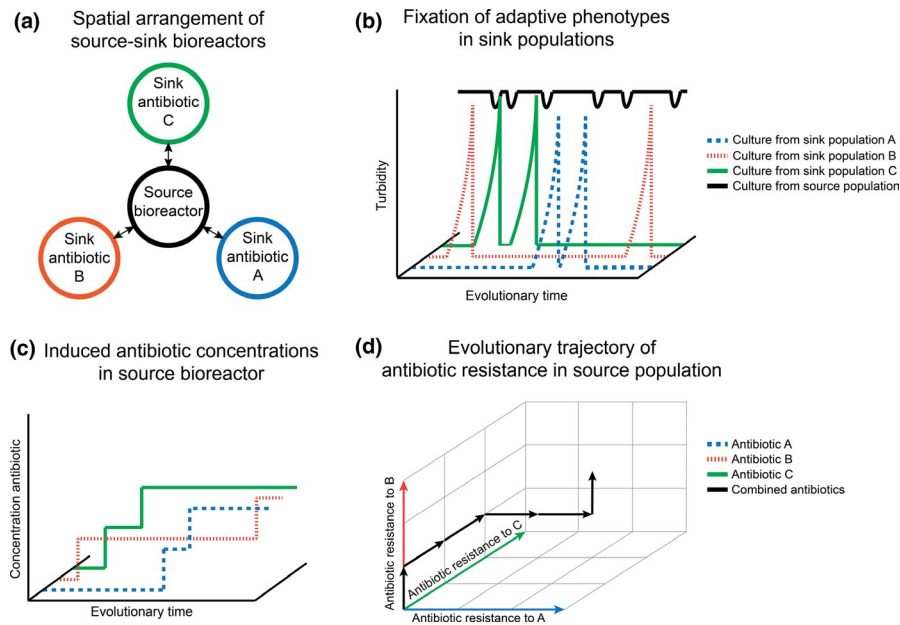 (a) Spatial arrangement of
source-sink bioreactors
Sink
antibiotic
C
Source
bioreactor
Sink
antibiotic
B
Sink
antibiotic
A
(b) Fixation of adaptive phenotypes
in sink populations
Turbidity
Evolutionary time
Culture from sink population A
Culture from sink population B
Culture from sink population C
Culture from source population
(c) Induced antibiotic concentrations
in source bioreactor
Concentration antibiotic
Evolutionary time
(d) Evolutionary trajectory of
antibiotic resistance in source population
Antibiotic resistance to B
Antibiotic resistance to C
Antibiotic resistance to A
Antibiotic A
Antibiotic B
Antibiotic C
Combined antibiotics